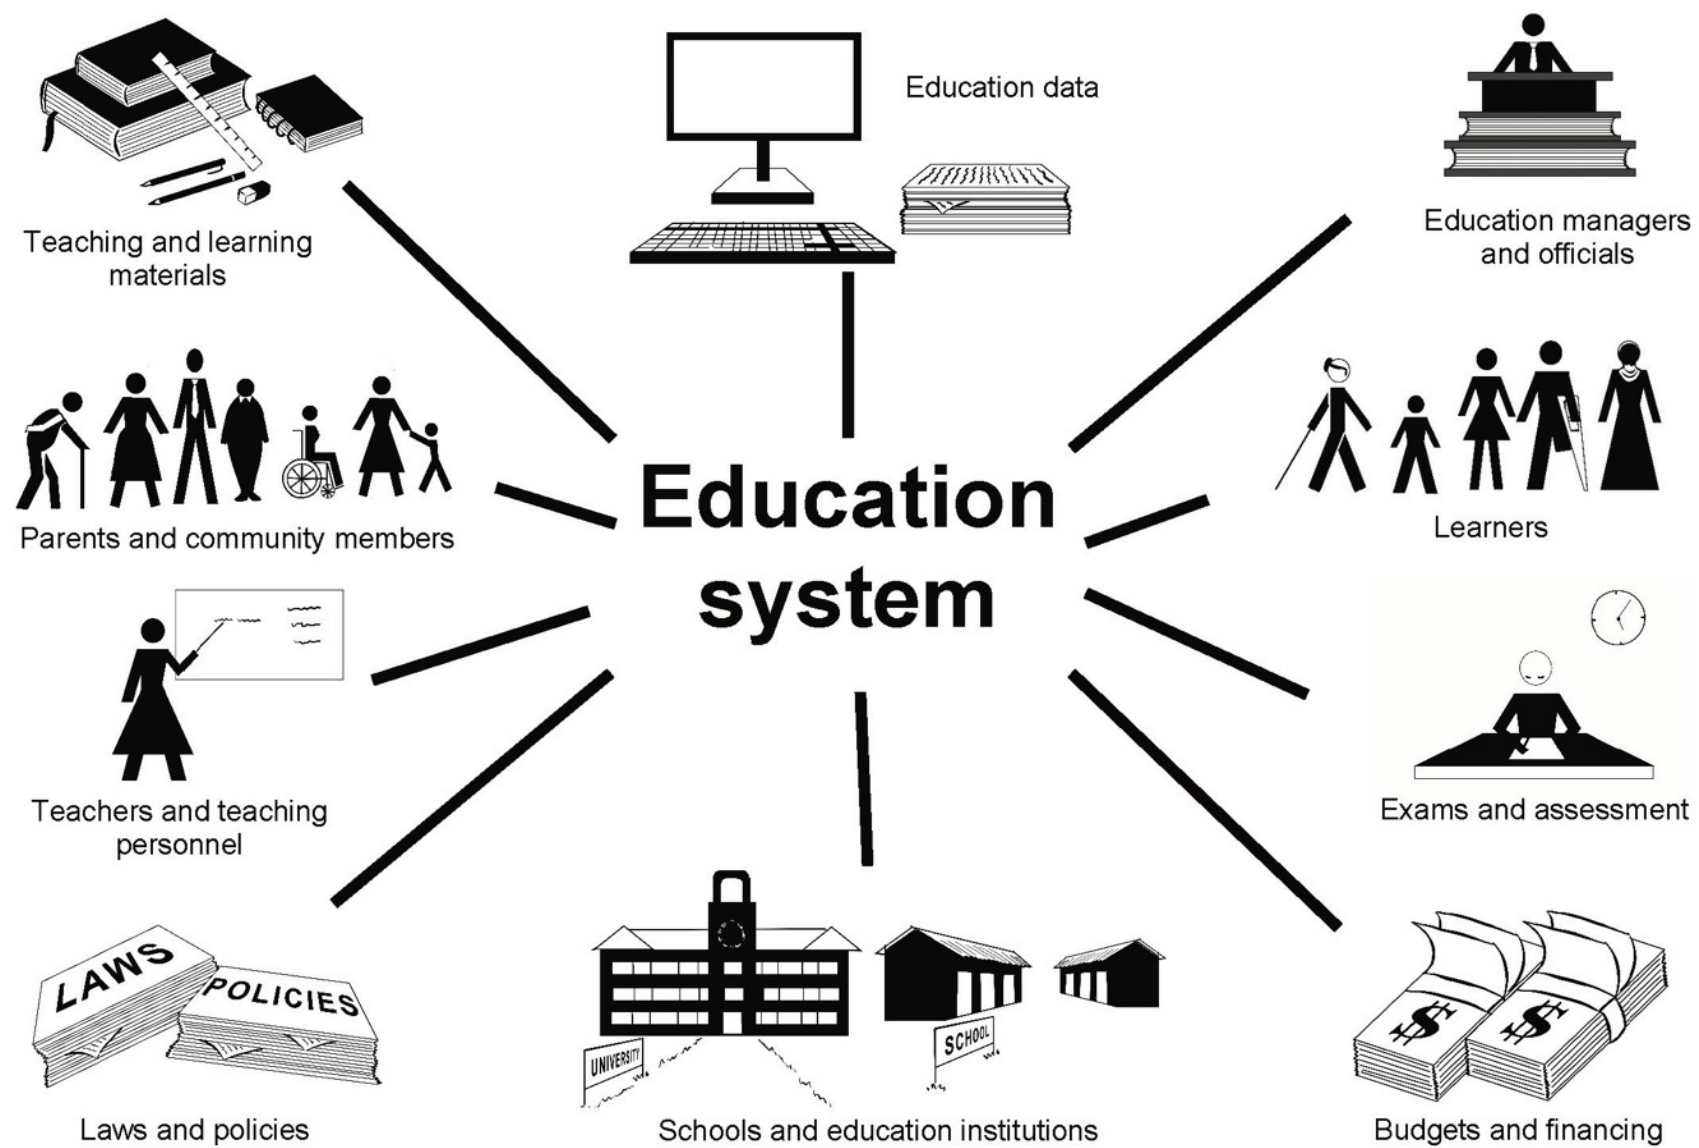 Education data
Education managers
and officials
Teaching and learning
materials
Parents and community members
Education
system
Learners
Teachers and teaching
personnel
Exams and assessment
LAWS
POLICIES
UNIVERSITY
SCHOOL
$
$
Laws and policies
Schools and education institutions
Budgets and financing